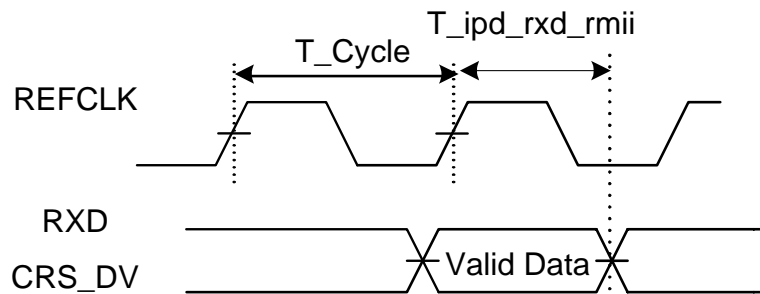 T_ipd_rxd_rmii
T_Cycle
REFCLK
RXD
Valid Data
CRS_DV